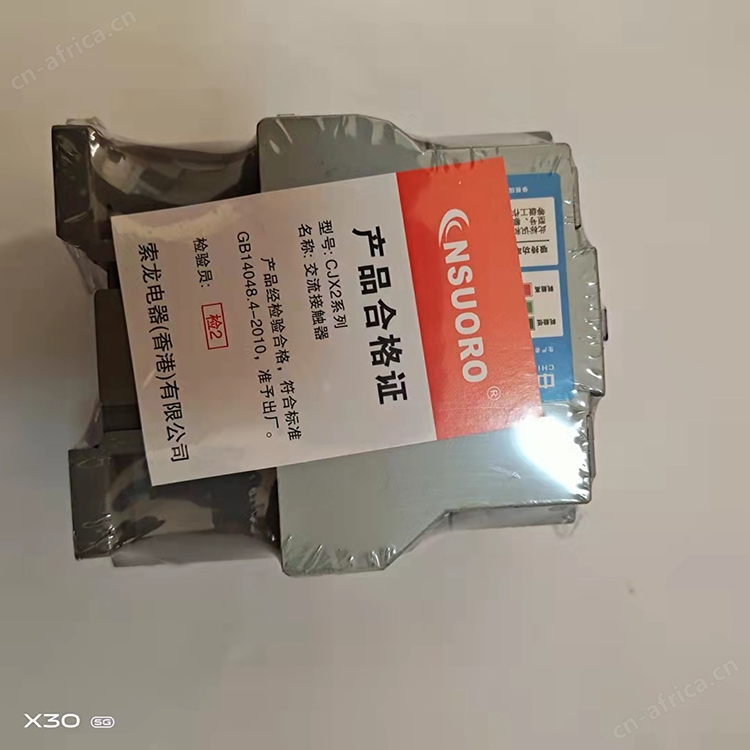 cn-africa.cn
NSUORO®
产品合格证
型号: CJX2系列
名称: 交流接触器
产品经检验合格，符合标准
GB14048.4-2010，准予出厂。
检验员: 检2
索龙电器(香港)有限公司
CHI
X30 5G
cn-africa.cn